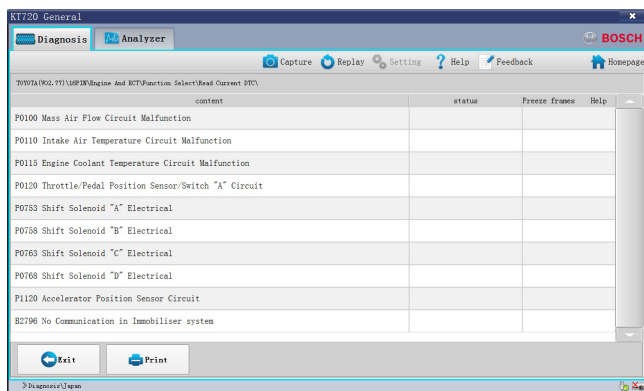 KT720 General
Diagnosis Analyzer BOSCH
Capture Replay Setting Help Feedback Homepage
TOYOTA(V02.77)\16PIN\Engine And ECT\Function Select\Read Current DTC\
content status Freeze frames Help
P0100 Mass Air Flow Circuit Malfunction
P0110 Intake Air Temperature Circuit Malfunction
P0115 Engine Coolant Temperature Circuit Malfunction
P0120 Throttle/Pedal Position Sensor/Switch "A" Circuit
P0753 Shift Solenoid "A" Electrical
P0758 Shift Solenoid "B" Electrical
P0763 Shift Solenoid "C" Electrical
P0768 Shift Solenoid "D" Electrical
P1120 Accelerator Position Sensor Circuit
B2796 No Communication in Immobiliser system
Exit Print
>Diagnosis\Japan